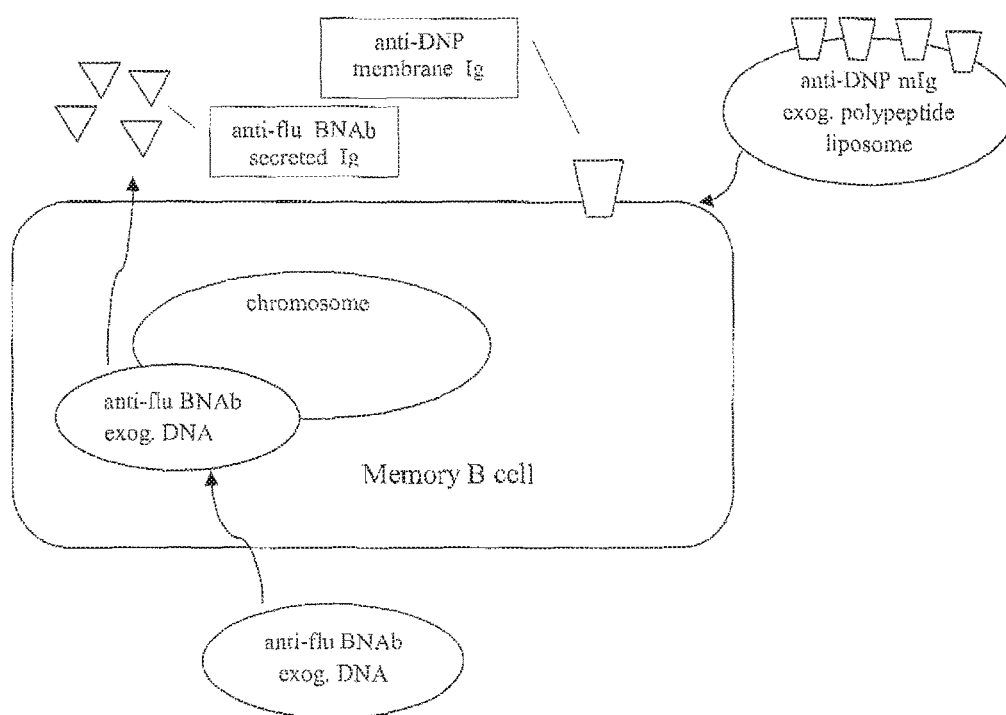 anti-DNP
membrane Ig
anti-DNP mIg
exog. polypeptide
liposome
anti-flu BNAb
secreted Ig
chromosome
anti-flu BNAb
exog. DNA
Memory B cell
anti-flu BNAb
exog. DNA